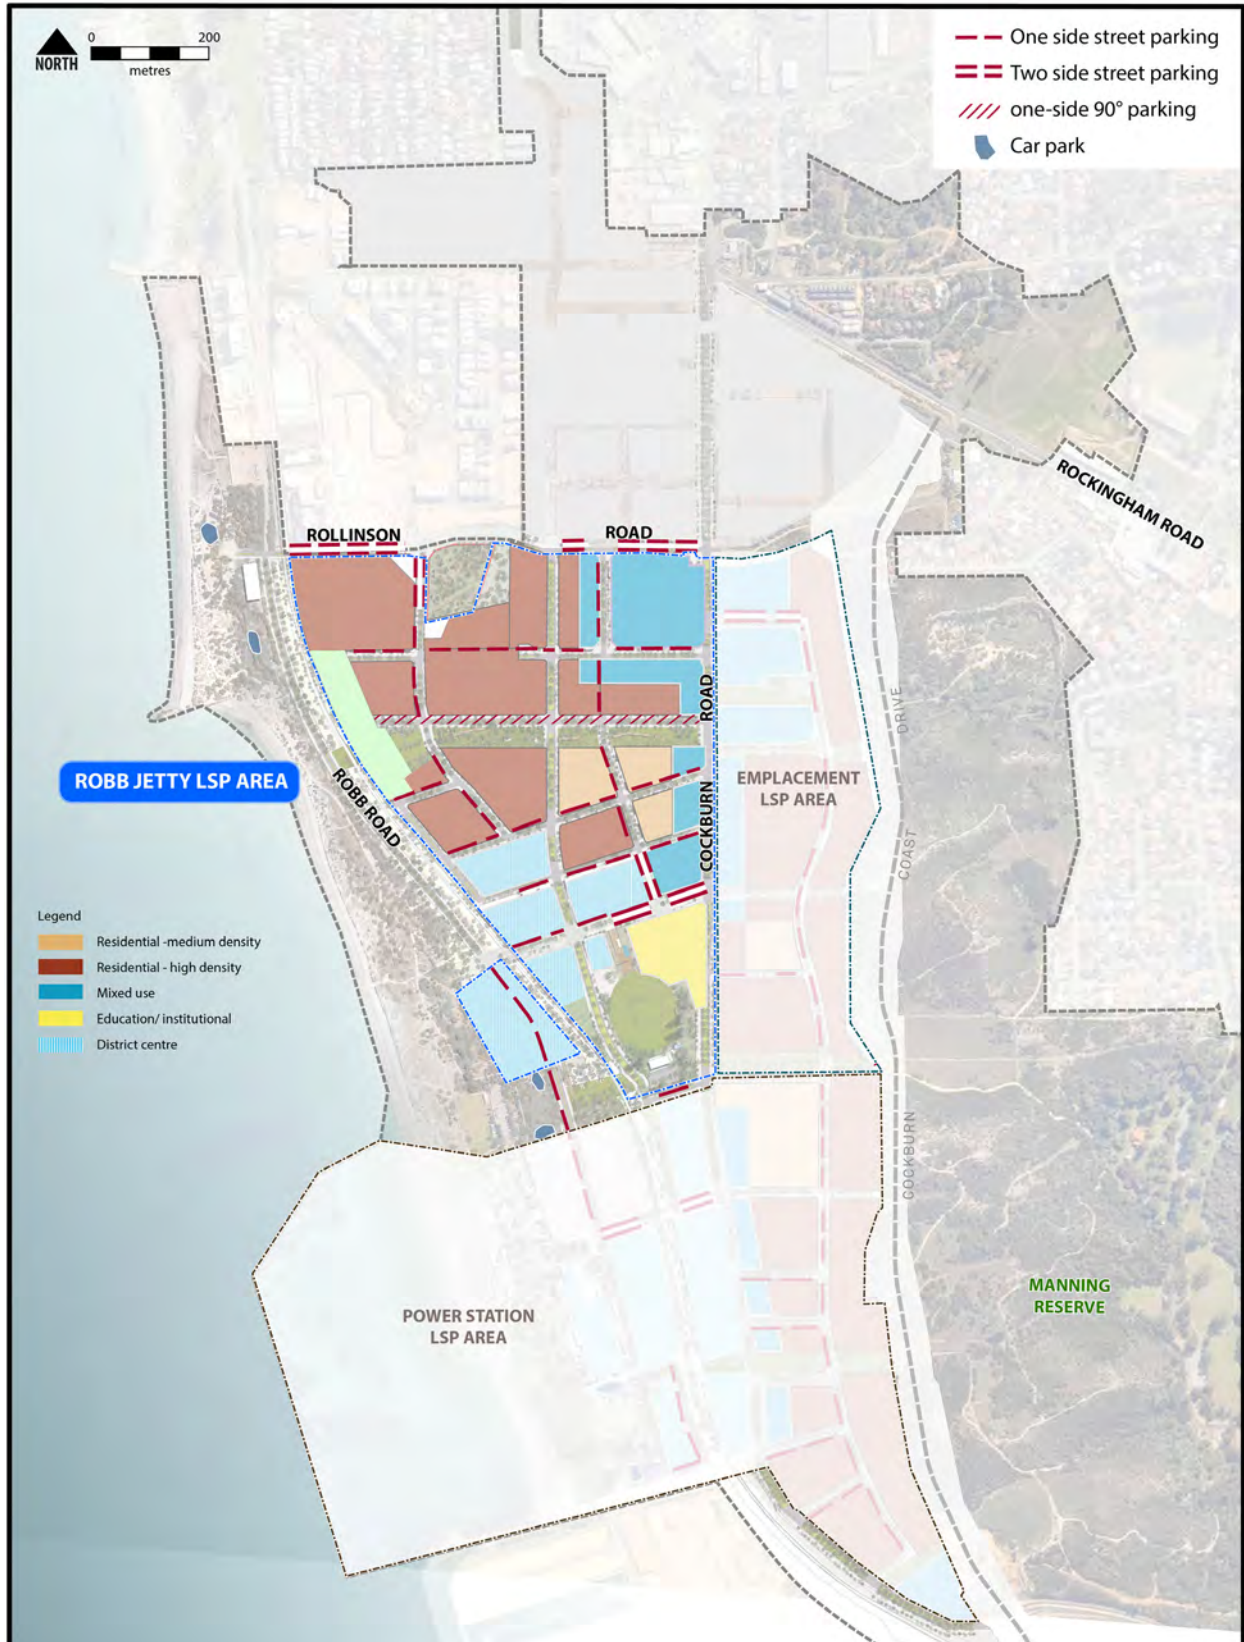 0 200
NORTH
metres
One side street parking
Two side street parking
one-side 90° parking
Car park
ROCKINGHAM ROAD
ROLLINSON
ROAD
ROAD
COCKBURN
DRIVE
COAST
COCKBURN
EMPLACEMENT
LSP AREA
ROBB JETTY LSP AREA
ROBB ROAD
Legend
Residential -medium density
Residential - high density
Mixed use
Education/ institutional
District centre
MANNING
RESERVE
POWER STATION
LSP AREA